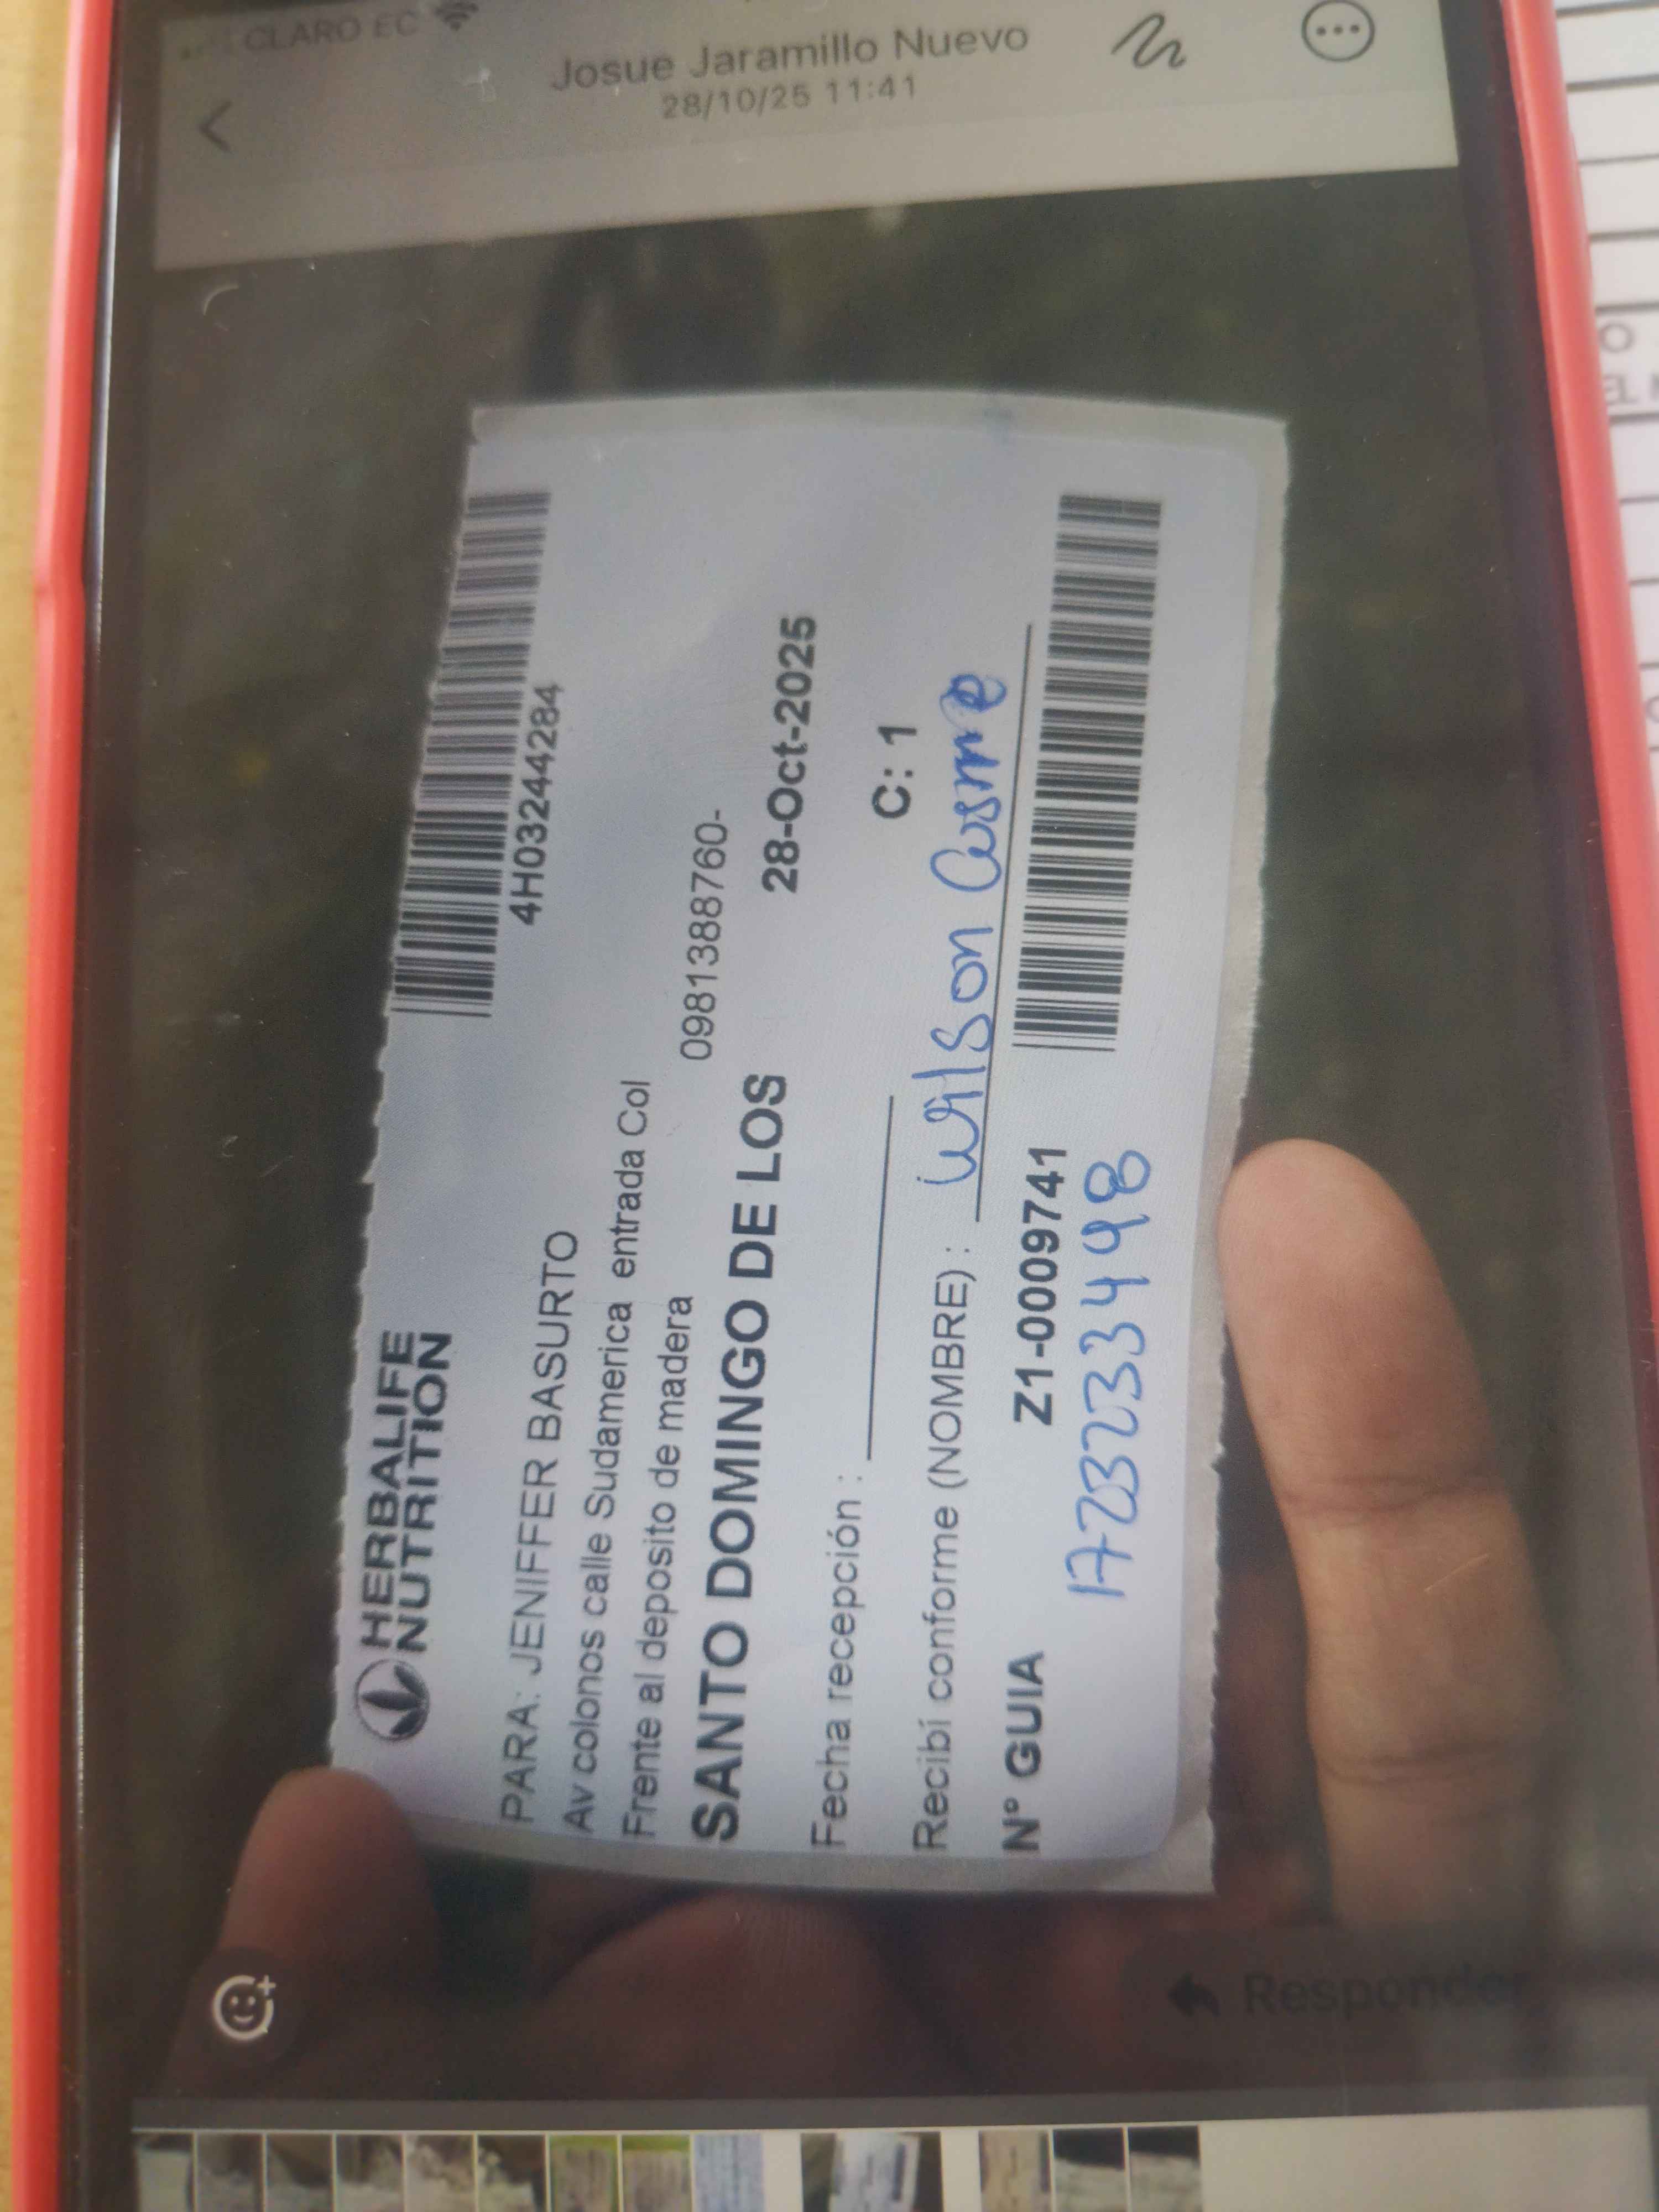 CLARO EC
Josue Jaramillo Nuevo
28/10/25 11:41
HERBALIFE
NUTRITION
4H03244284
PARA: JENIFFER BASURTO
Av colonos calle Sudamerica entrada Col
Frente al deposito de madera
0981388760-
SANTO DOMINGO DE LOS
28-Oct-2025
Fecha recepción :
C: 1
Recibí conforme (NOMBRE) : Wilson Cosme
N° GUIA Z1-0009741
1723233498
Responder